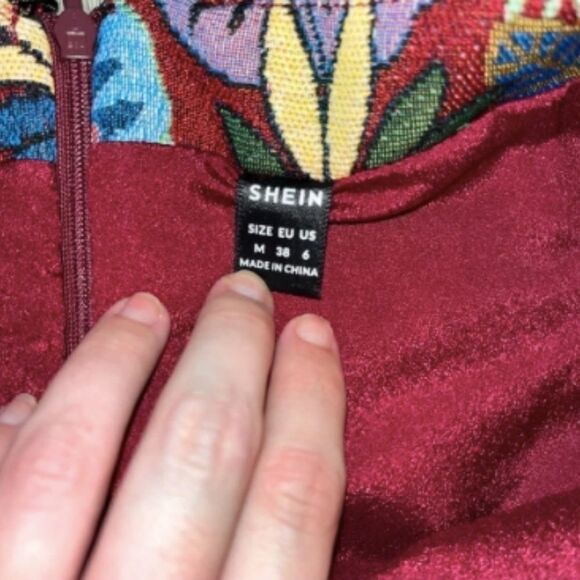 SHEIN
SIZE EU US
M 38 6
MADE IN CHINA